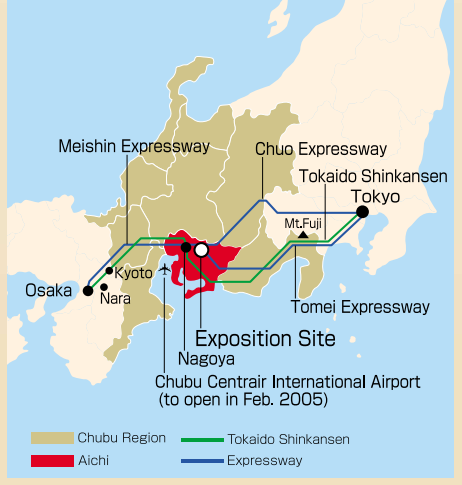 Meishin Expressway
Chuo Expressway
Tokaido Shinkansen
Tokyo
Mt.Fuji
Kyoto
Osaka
Nara
Tomei Expressway
Exposition Site
Nagoya
Chubu Centrair International Airport
(to open in Feb. 2005)
Chubu Region
Tokaido Shinkansen
Aichi
Expressway